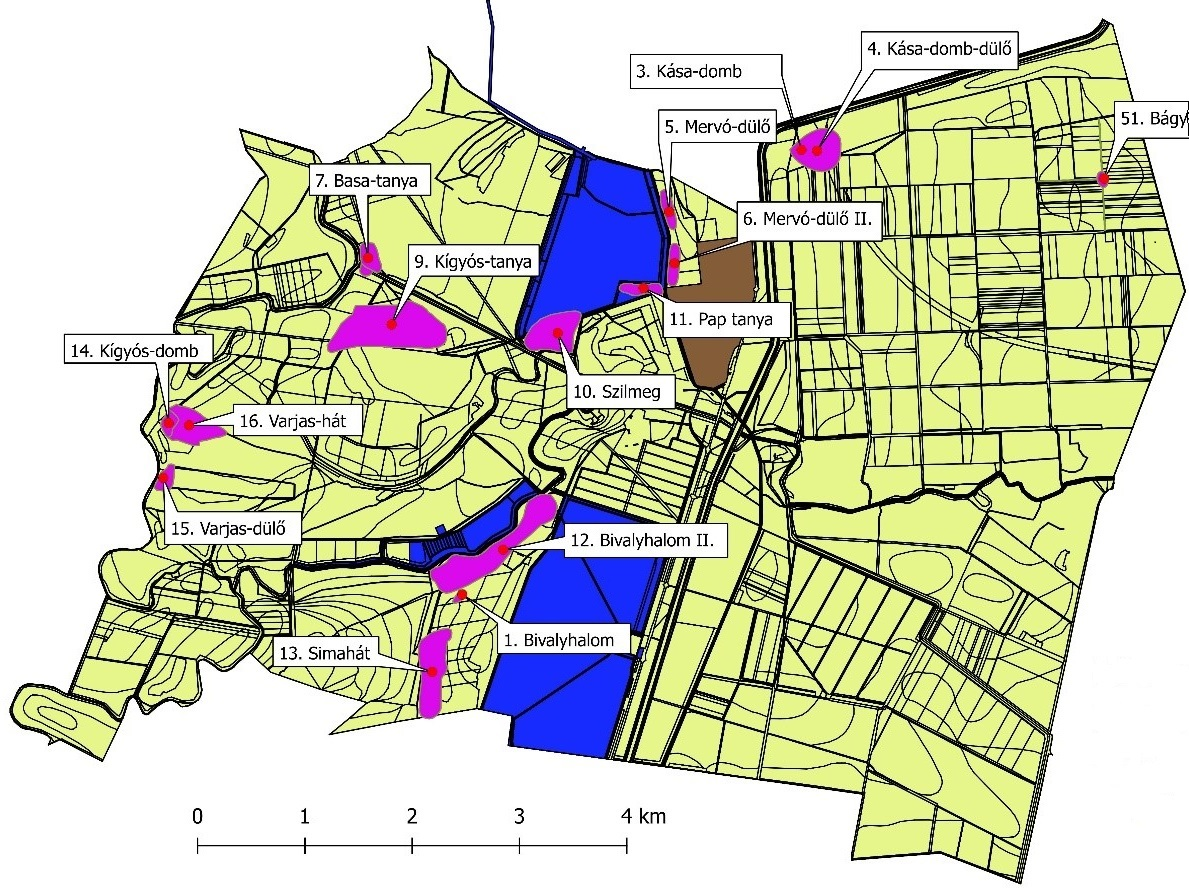 4. Kása-domb-dülő
3. Kása-domb
51. Bágy
5. Mervó-dülő
7. Basa-tanya
6. Mervó-dülő II.
9. Kígyós-tanya
11. Pap tanya
14. Kígyós-domb
10. Szilmeg
16. Varjas-hát
15. Varjas-dülő
12. Bivalyhalom II.
1. Bivalyhalom
13. Simahát
0 1 2 3 4 km